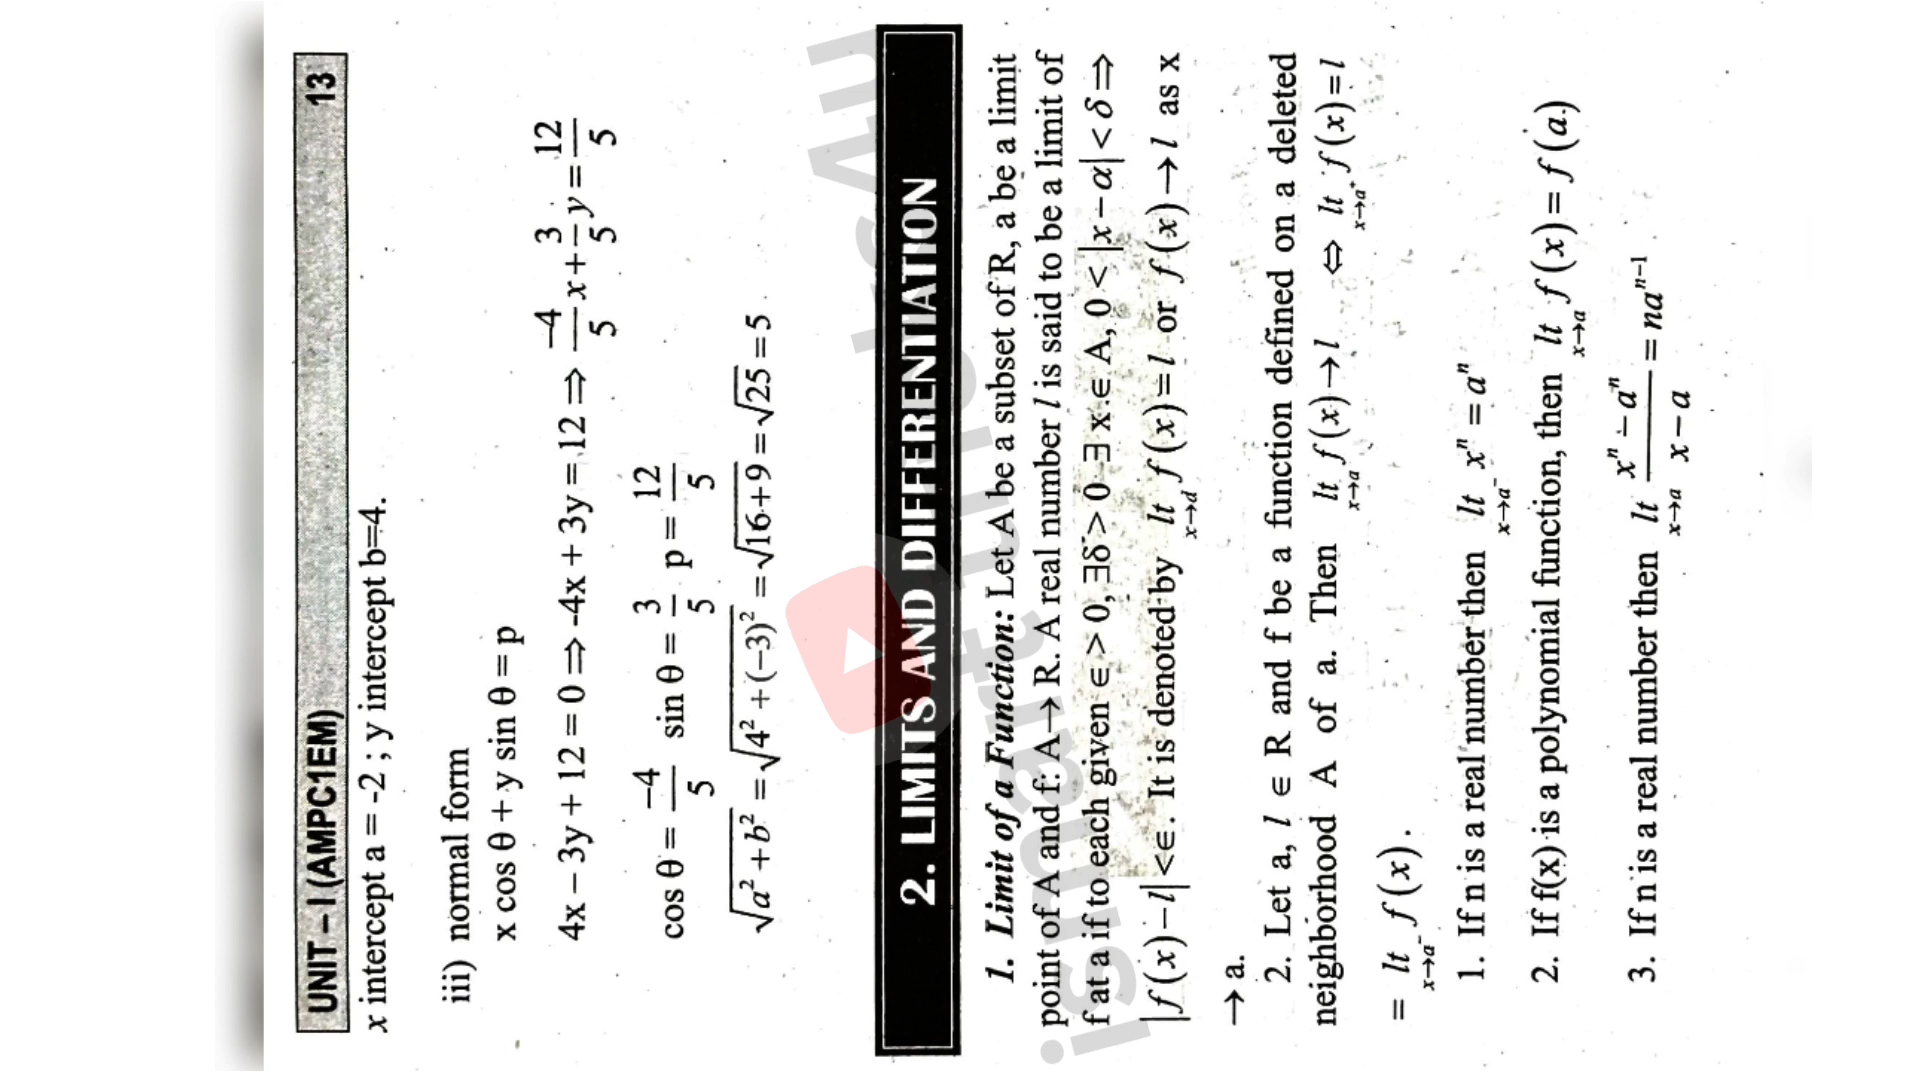 UNIT – I (AMPC1EM) 13
x intercept a = -2 ; y intercept b=4.
iii) normal form
x cos θ + y sin θ = p
4x − 3y + 12 = 0 ⇒ -4x + 3y = 12 ⇒ −4/5 x + 3/5 y = 12/5
cos θ = −4/5 sin θ = 3/5 p = 12/5
√(a² + b²) = √(4² + (−3)²) = √(16+9) = √25 = 5
2. LIMITS AND DIFFERENTIATION
1. Limit of a Function: Let A be a subset of R, a be a limit
point of A and f: A→ R. A real number l is said to be a limit of
f at a if to each given ∈ > 0, ∃δ > 0 ∃ x ∈ A, 0 < |x − a| < δ ⇒
|f(x) − l| <∈. It is denoted by lt x→d f(x) = l or f(x) → l as x
→ a.
2. Let a, l ∈ R and f be a function defined on a deleted
neighborhood A of a. Then lt x→a f(x) → l ⇔ lt x→a⁺ f(x) = l
= lt x→a⁻ f(x).
1. If n is a real number then lt x→a⁻ xⁿ = aⁿ
2. If f(x) is a polynomial function, then lt x→a f(x) = f(a)
3. If n is a real number then lt x→a (xⁿ − aⁿ)/(x − a) = naⁿ⁻¹